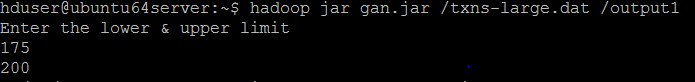 hduser@ubuntu64server:~$ hadoop jar gan.jar /txns-large.dat /output1
Enter the lower & upper limit
175
200